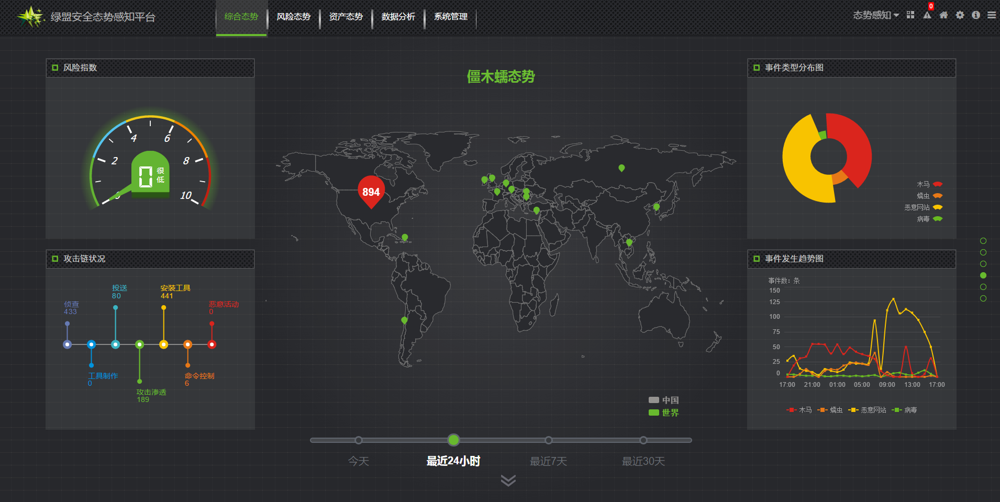 绿盟安全态势感知平台
综合态势
风险态势
资产态势
数据分析
系统管理
态势感知
0
风险指数
4
6
2
8
0
很低
0
10
攻击链状况
投送
80
安装工具
441
侦查
433
恶意活动
0
工具制作
0
命令控制
6
攻击渗透
189
僵木蠕态势
894
中国
世界
今天
最近24小时
最近7天
最近30天
事件类型分布图
木马
蠕虫
恶意网站
病毒
事件发生趋势图
事件数：条
150
125
100
75
50
25
0
17:00 21:00 01:00 05:00 09:00 13:00 17:00
木马 蠕虫 恶意网站 病毒